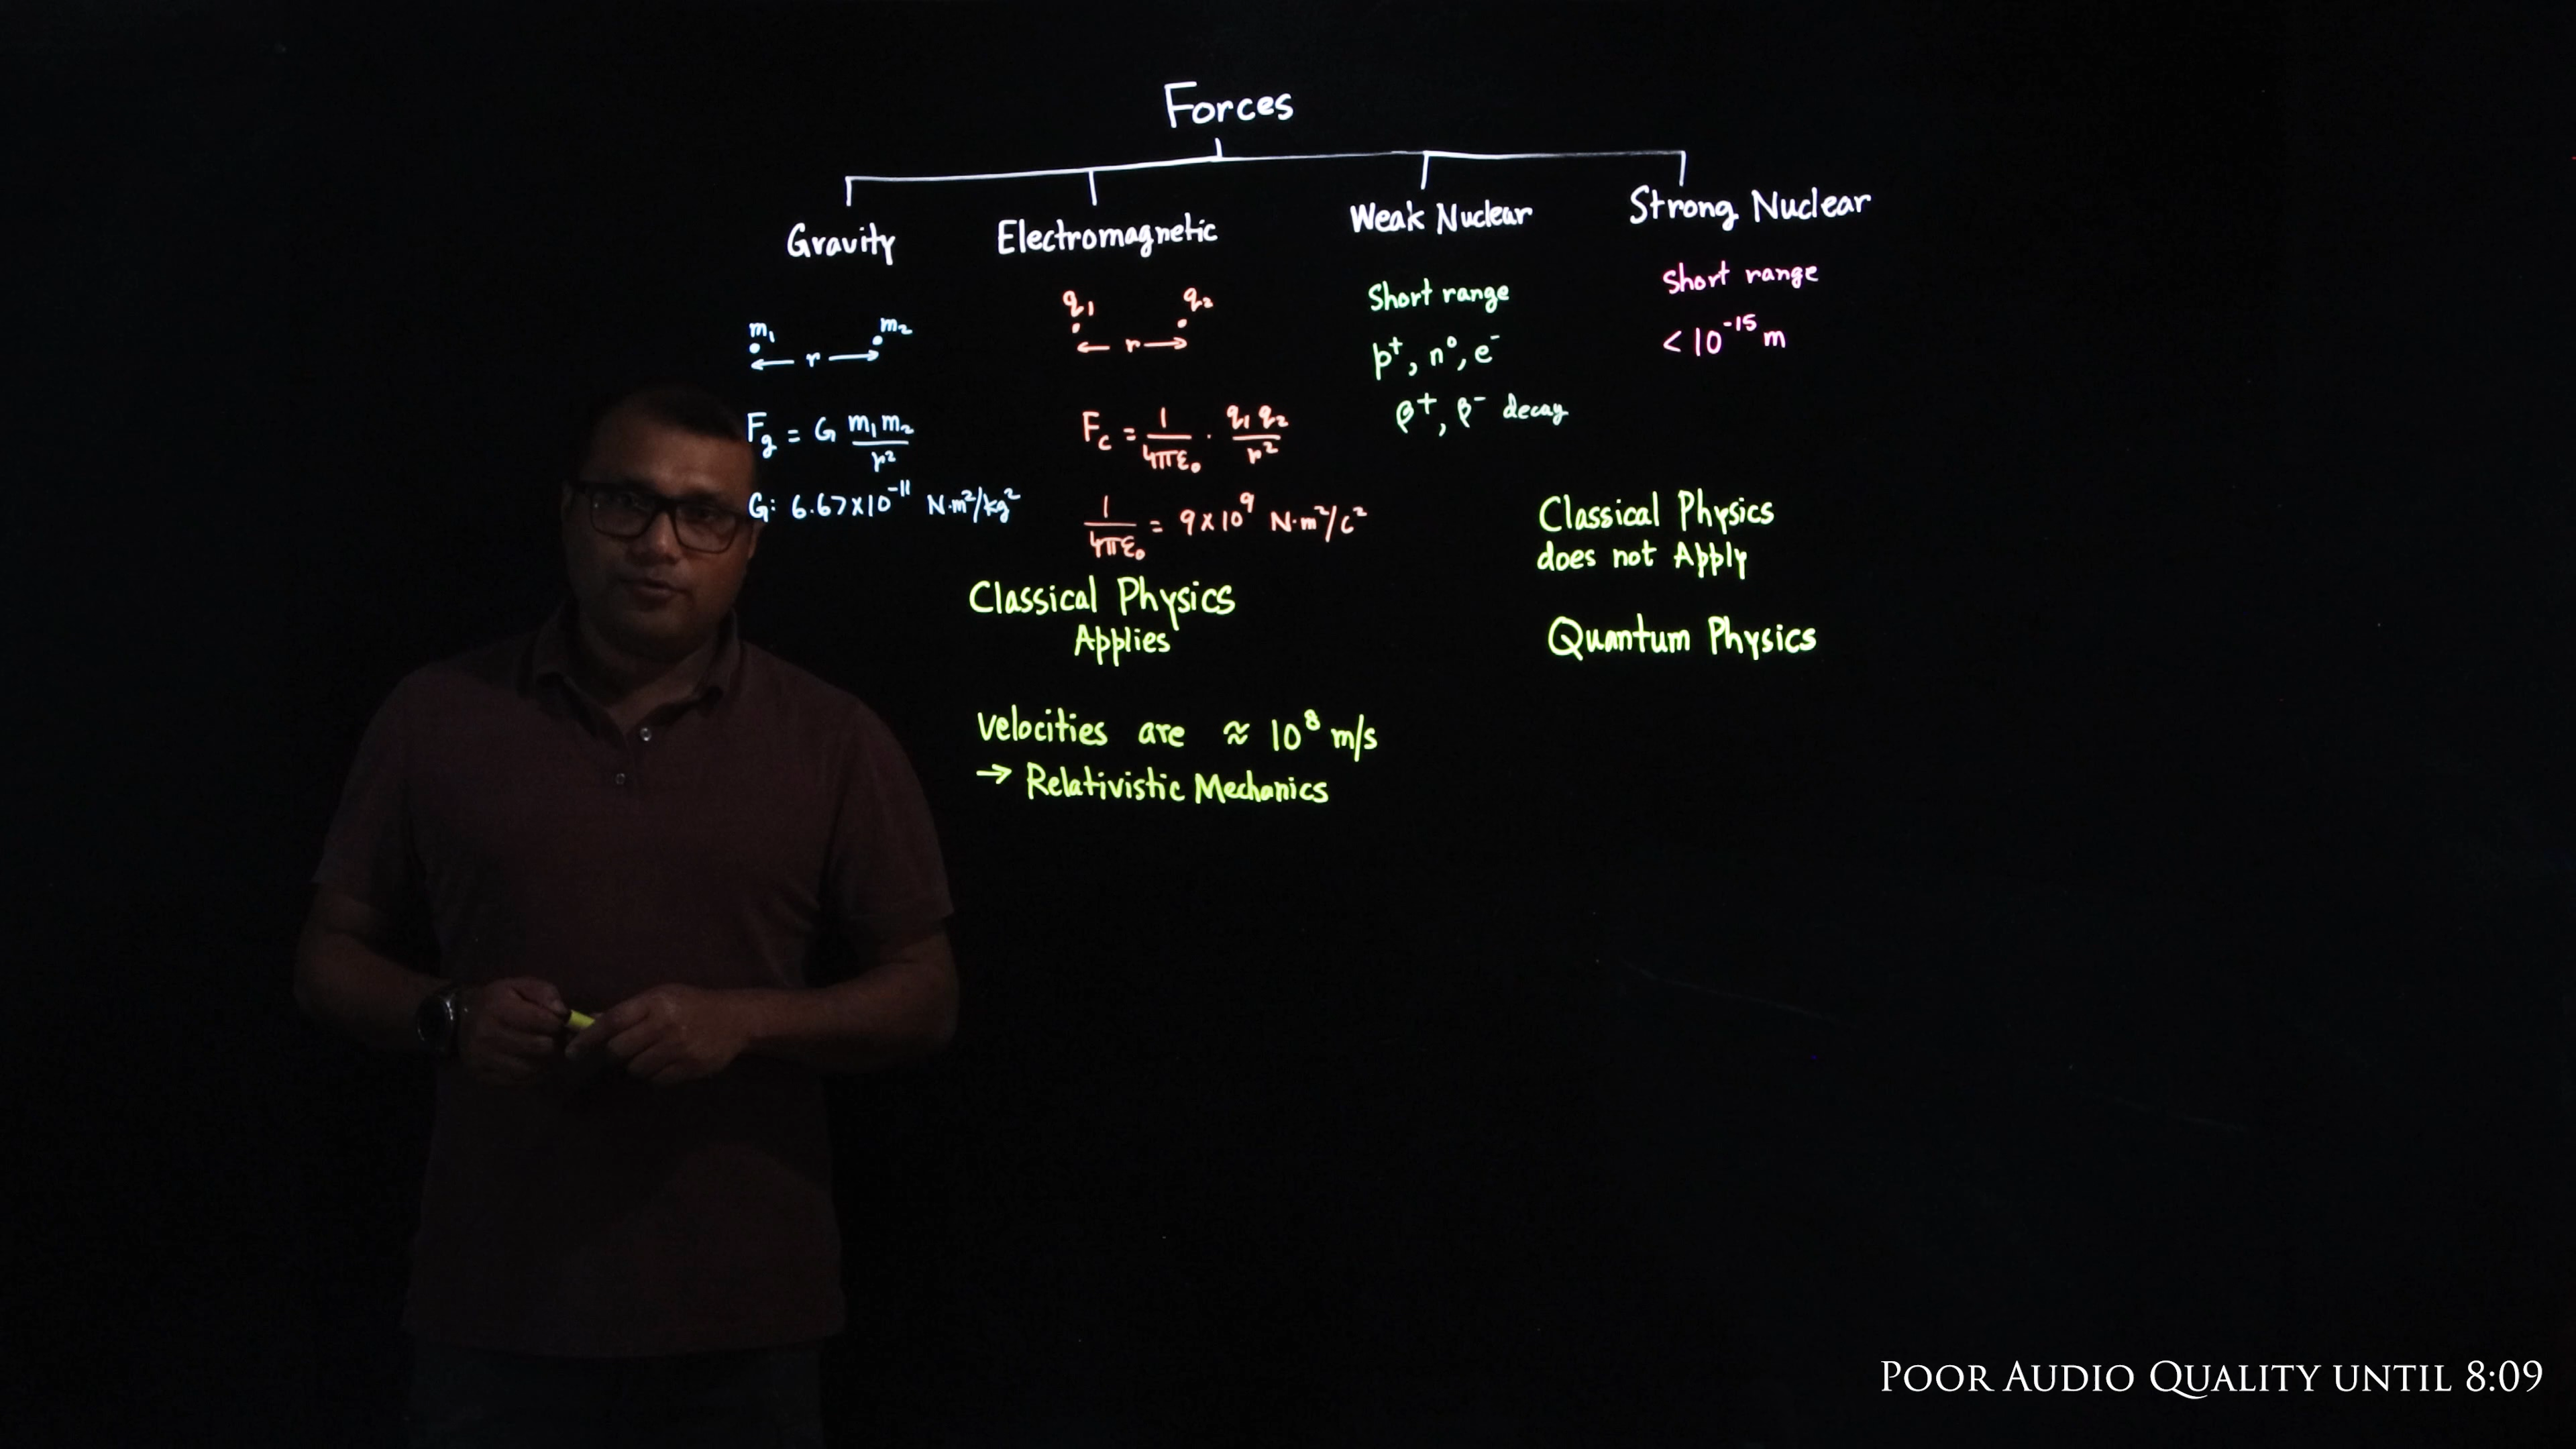 Forces
Gravity
m₁ m₂
← r →
F_g = G m₁m₂/r²
G: 6.67×10⁻¹¹ N·m²/kg²
Electromagnetic
q₁ q₂
← r →
F_c = 1/4πε₀ · q₁q₂/r²
1/4πε₀ = 9×10⁹ N·m²/c²
Classical Physics
Applies
Velocities are ≈ 10⁸ m/s
→ Relativistic Mechanics
Weak Nuclear
Short range
p⁺, n⁰, e⁻
β⁺, β⁻ decay
Strong Nuclear
Short range
< 10⁻¹⁵ m
Classical Physics
does not Apply
Quantum Physics
Poor Audio Quality until 8:09